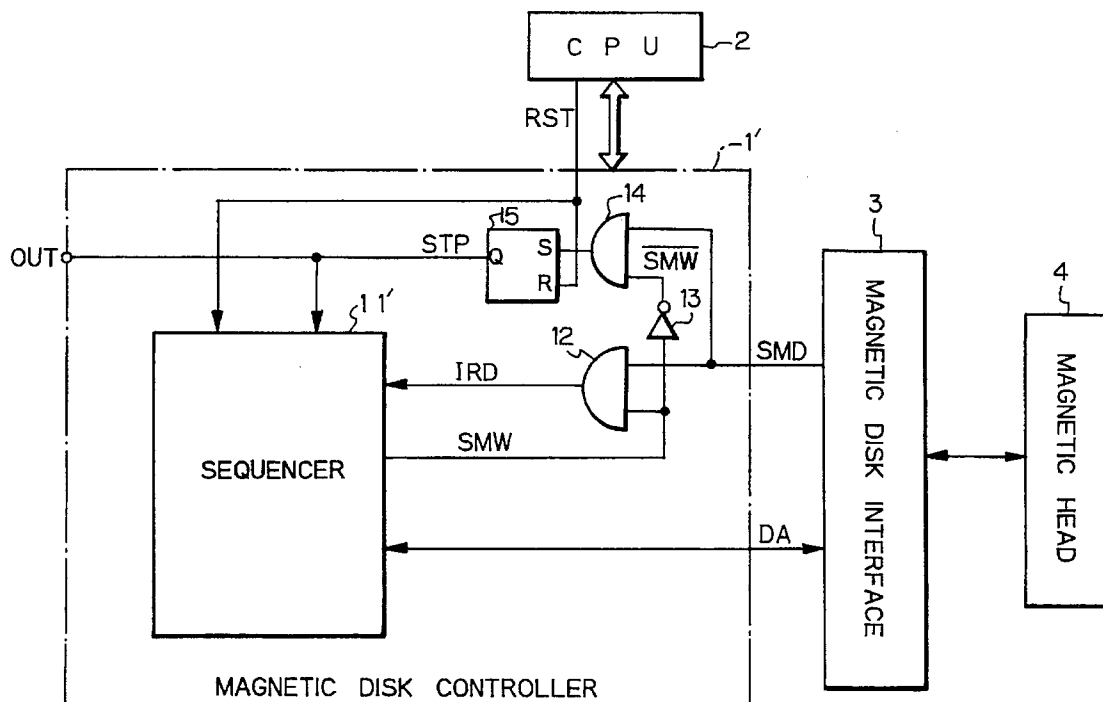 C P U
2
RST
1'
15
14
3
OUT
STP
Q
S
R
S̅M̅W̅
4
11'
13
12
SMD
IRD
SEQUENCER
SMW
DA
MAGNETIC DISK INTERFACE
MAGNETIC HEAD
MAGNETIC DISK CONTROLLER